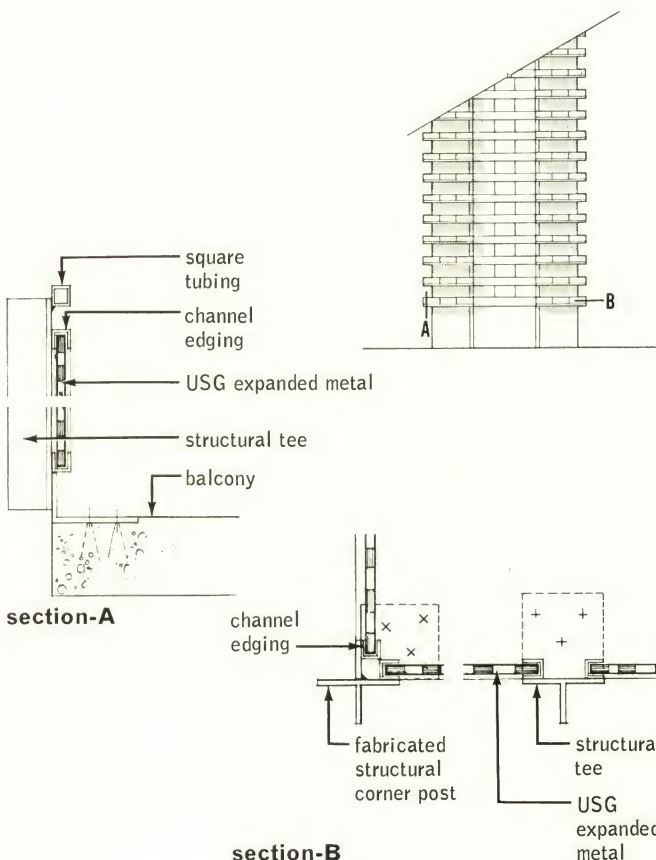 square
tubing
channel
edging
USG expanded metal
structural tee
balcony
section-A
A
B
channel
edging
fabricated
structural
corner post
structura
tee
USG
expanded
metal
section-B